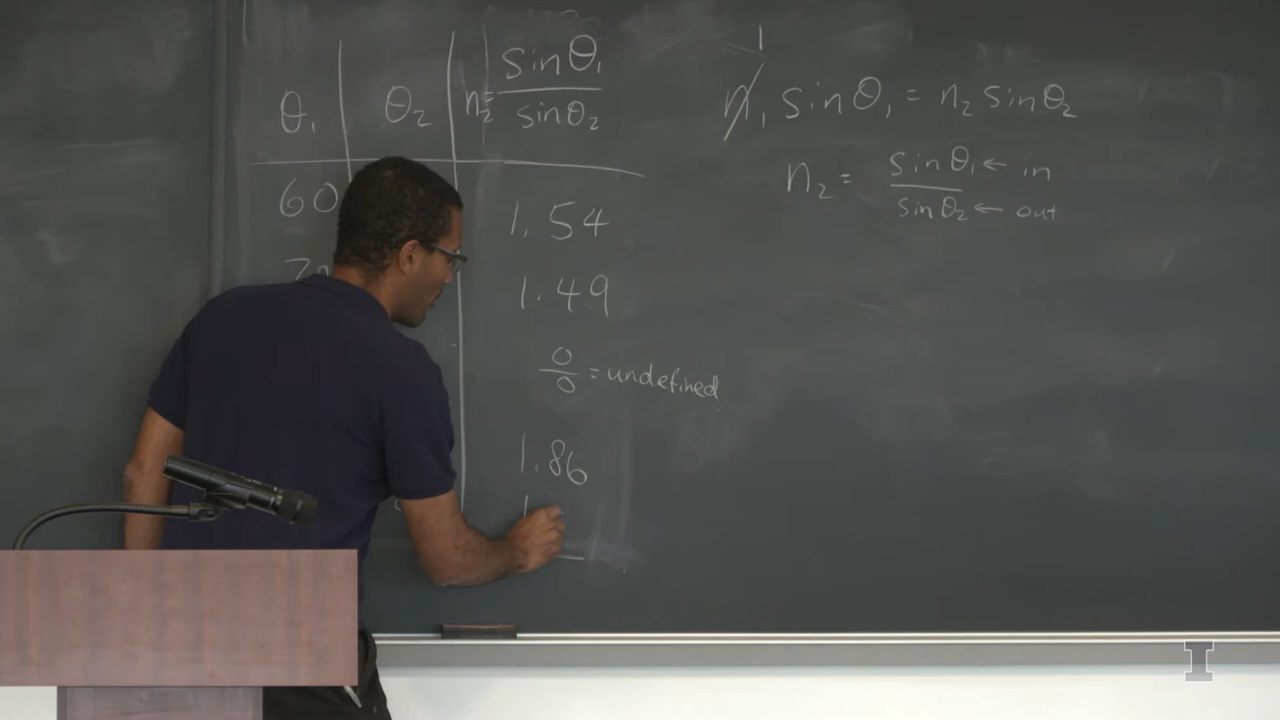 θ₁ | θ₂ | n₂ = sinθ₁ / sinθ₂
60
1.54
1.49
0/0 = undefined
1.86
1
n₁ sinθ₁ = n₂ sinθ₂
n₂ = sinθ₁ ← in
sinθ₂ ← out
I